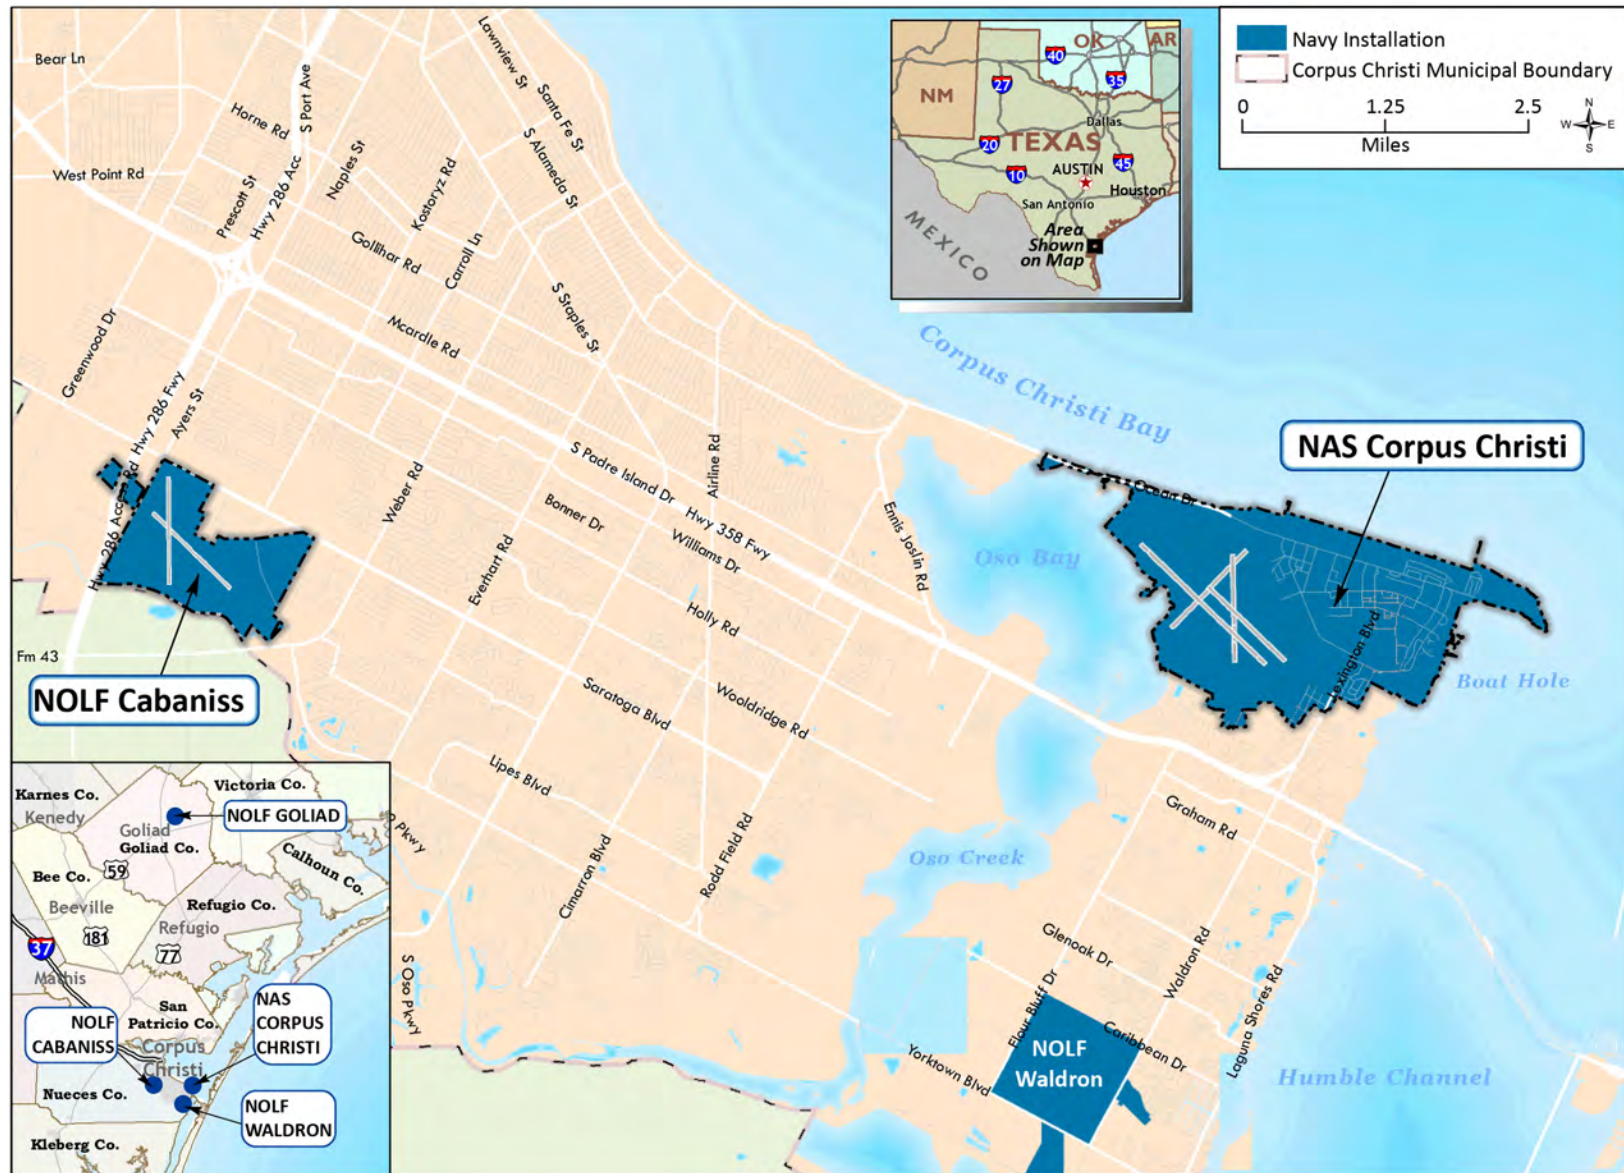 Navy Installation
Corpus Christi Municipal Boundary
0 1.25 2.5
Miles
N
W E
S
OK
AR
40
27
35
NM
Dallas
TEXAS
20
45
10
AUSTIN
Houston
San Antonio
MEXICO
Area
Shown
on Map
Bear Ln
Horne Rd
S Port Ave
Lawnview St
Santa Fe St
S Alameda St
West Point Rd
Prescott St
Hwy 286 Acc
Naples St
Kostoryz Rd
Gollihar Rd
Carroll Ln
S Staples St
Mcardle Rd
Greenwood Dr
Hwy 286 Fwy
Ayers St
Hwy 286 Access Rd
Corpus Christi Bay
NAS Corpus Christi
Ocean Dr
S Padre Island Dr
Airline Rd
Hwy 358 Fwy
Weber Rd
Bonner Dr
Williams Dr
Ennis Joslin Rd
Oso Bay
Everhart Rd
Holly Rd
Lexington Blvd
Boat Hole
Fm 43
NOLF Cabaniss
Saratoga Blvd
Wooldridge Rd
Lipes Blvd
Cimarron Blvd
Rodd Field Rd
Graham Rd
Oso Creek
Glenoak Dr
Waldron Rd
Flour Bluff Dr
Caribbean Dr
Laguna Shores Rd
Yorktown Blvd
NOLF
Waldron
Humble Channel
o Pkwy
S Oso Pkwy
Karnes Co.
Kenedy
Victoria Co.
NOLF GOLIAD
Goliad
Goliad Co.
Calhoun Co.
59
Bee Co.
Beeville
Refugio Co.
Refugio
181
77
37
Mathis
San
Patricio Co.
NAS
CORPUS
CHRISTI
NOLF
CABANISS
Corpus
Christi
Nueces Co.
NOLF
WALDRON
Kleberg Co.